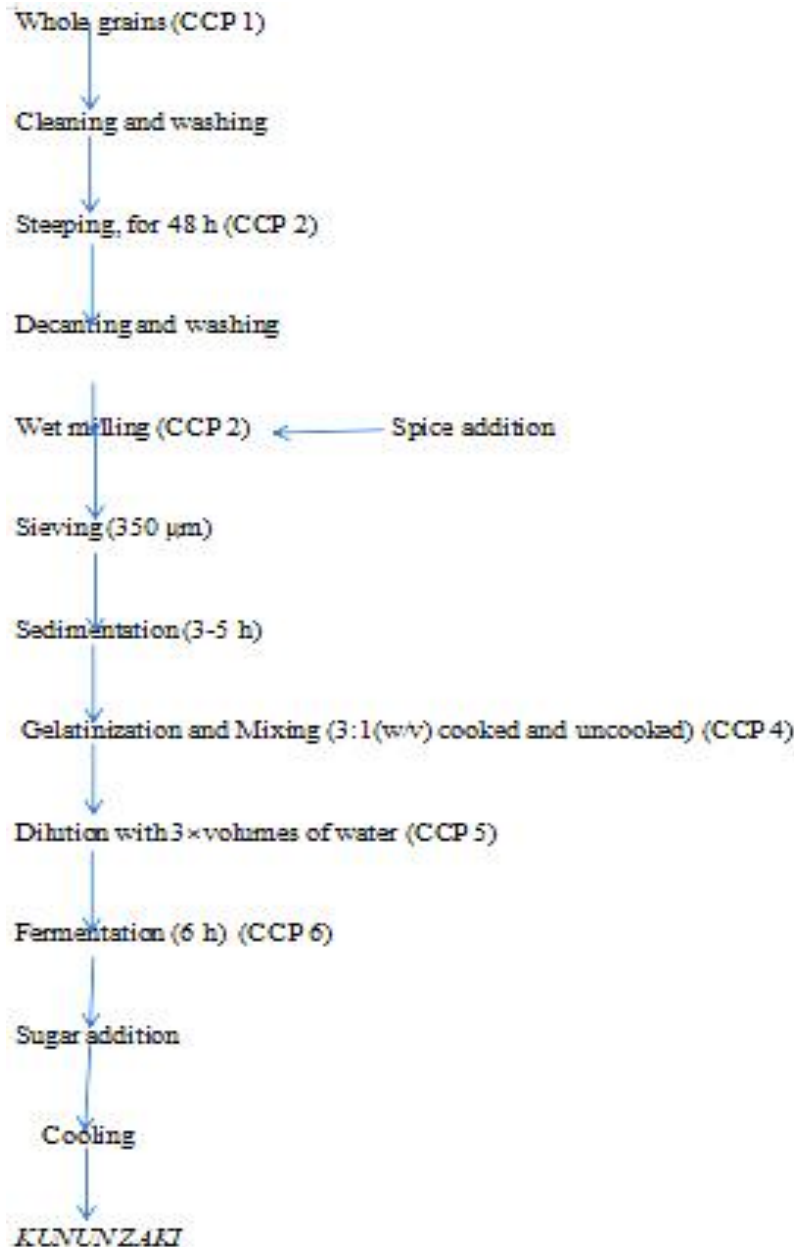 Whole grains (CCP 1)
Cleaning and washing
Steeping, for 48 h (CCP 2)
Decanting and washing
Wet milling (CCP 2) Spice addition
Sieving (350 µm)
Sedimentation (3-5 h)
Gelatinization and Mixing (3:1(w/v) cooked and uncooked) (CCP 4)
Dilution with 3×volumes of water (CCP 5)
Fermentation (6 h) (CCP 6)
Sugar addition
Cooling
KUNUN ZAKI